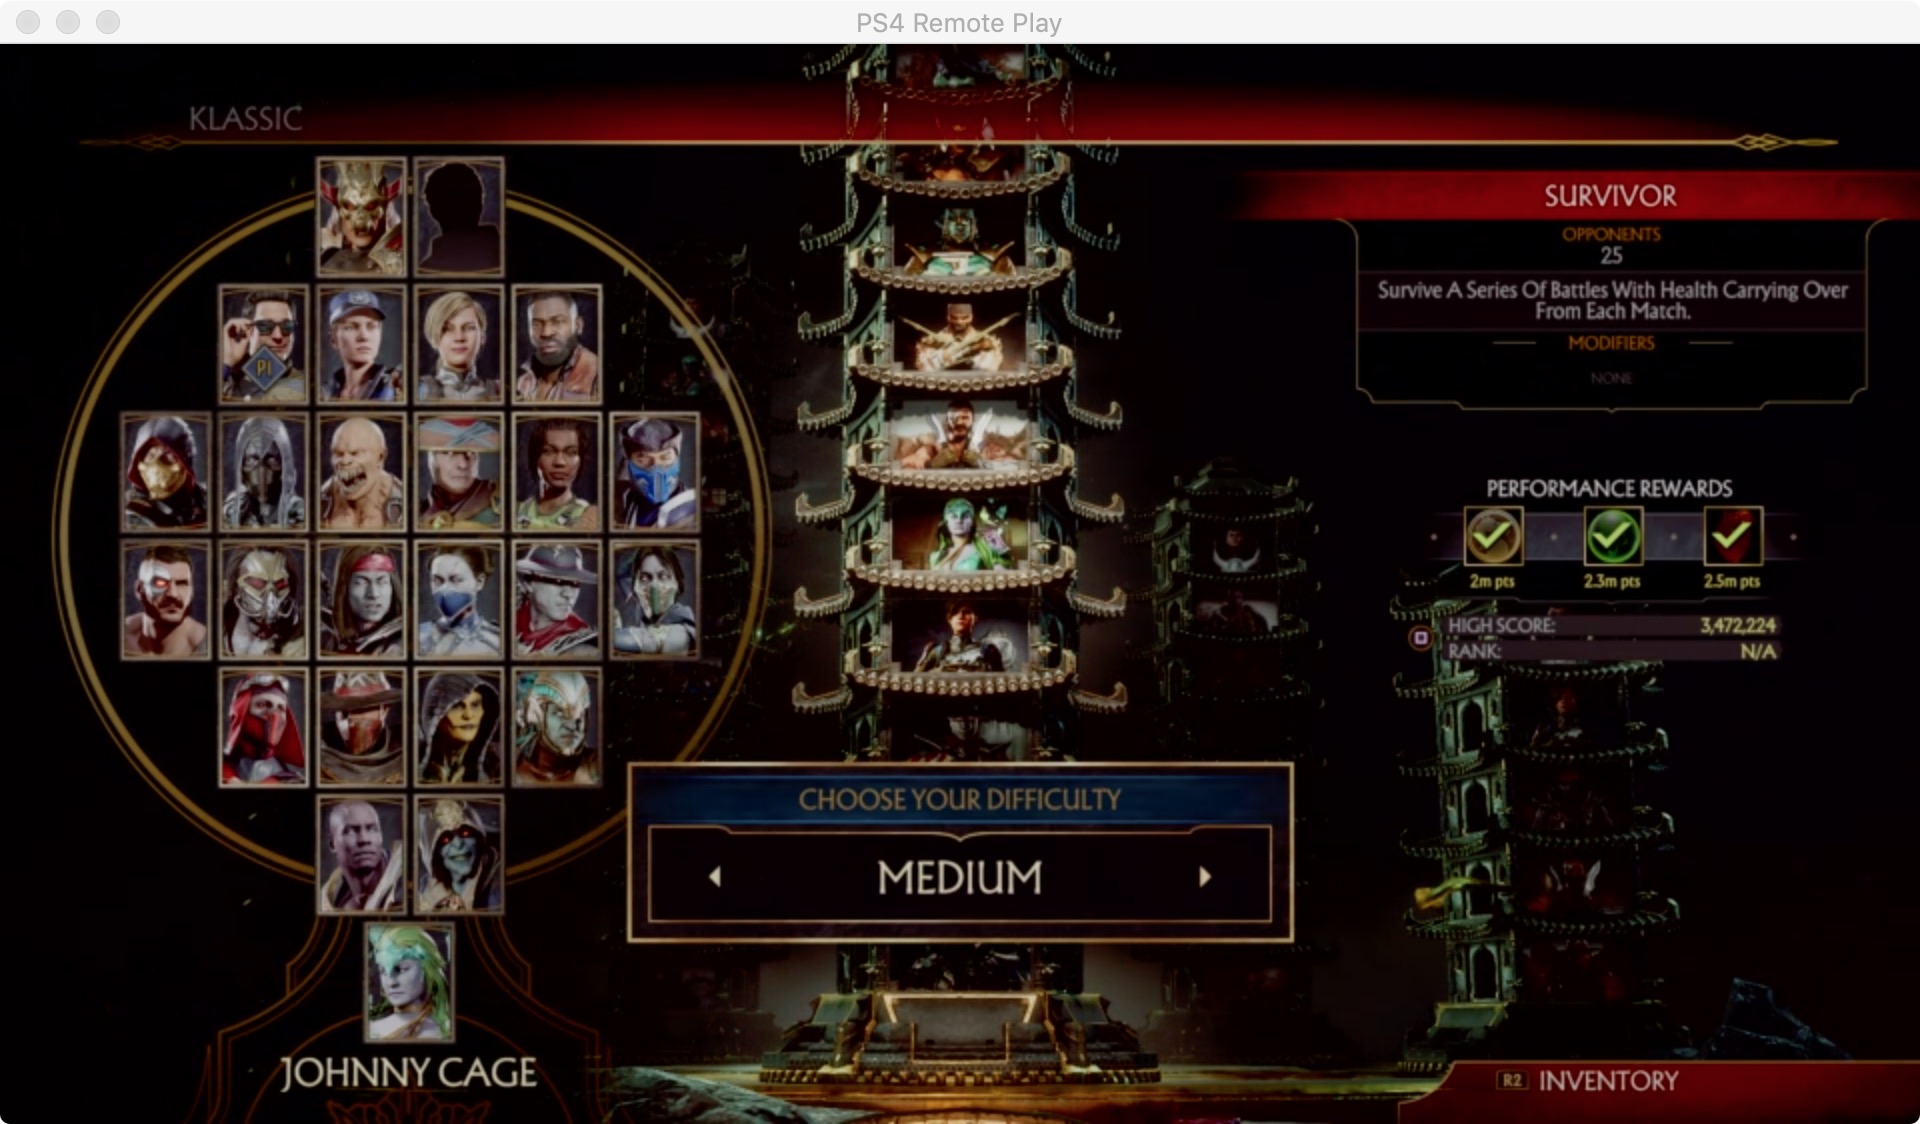 PS4 Remote Play
KLASSIC
P1
SURVIVOR
OPPONENTS
25
Survive A Series Of Battles With Health Carrying Over
From Each Match.
MODIFIERS
NONE
PERFORMANCE REWARDS
2m pts 2.3m pts 2.5m pts
HIGH SCORE: 3,472,224
RANK: N/A
CHOOSE YOUR DIFFICULTY
MEDIUM
JOHNNY CAGE
R2 INVENTORY